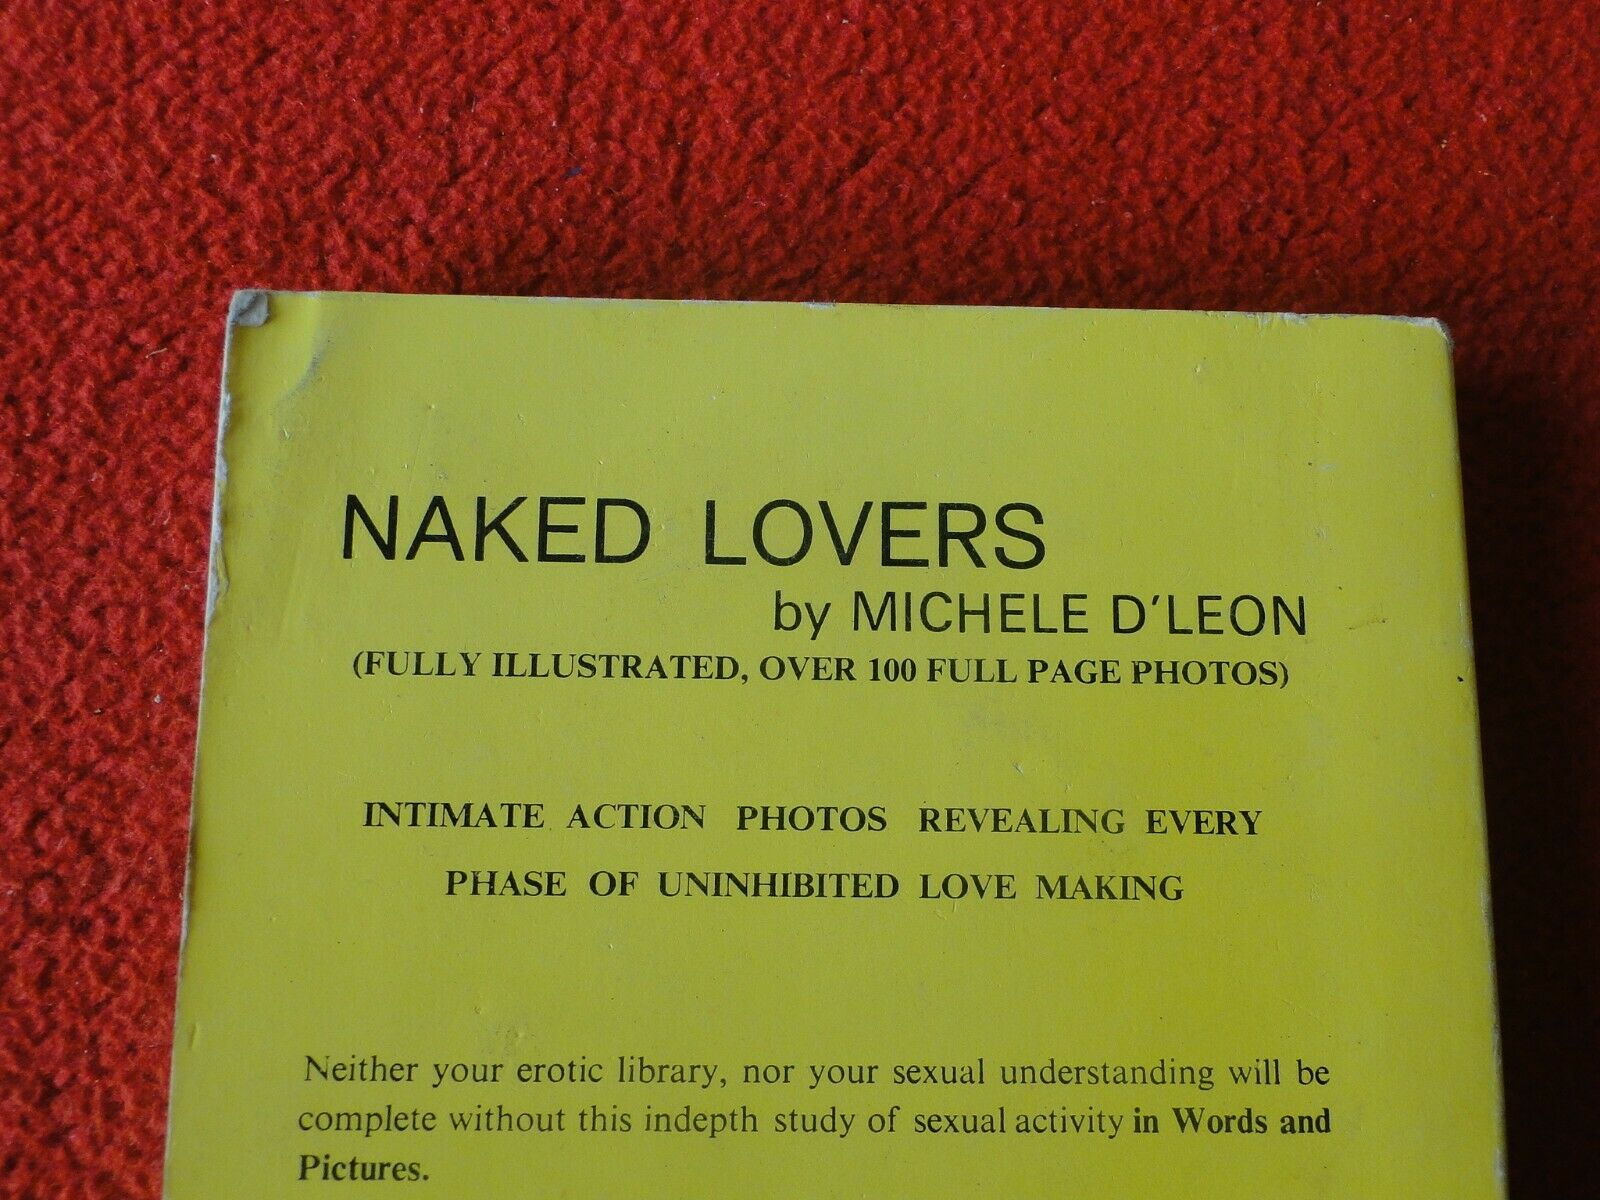 NAKED LOVERS
by MICHELE D'LEON
(FULLY ILLUSTRATED, OVER 100 FULL PAGE PHOTOS)
INTIMATE ACTION PHOTOS REVEALING EVERY
PHASE OF UNINHIBITED LOVE MAKING
Neither your erotic library, nor your sexual understanding will be
complete without this indepth study of sexual activity in Words and
Pictures.